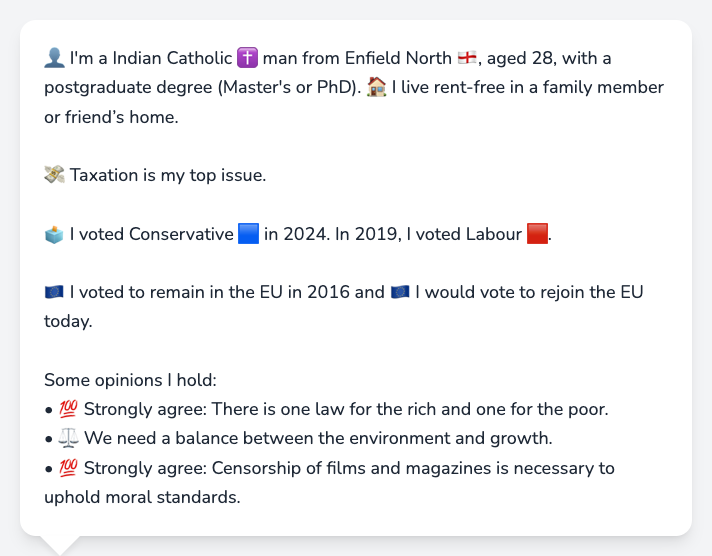 👤 I'm a Indian Catholic ✝️ man from Enfield North 🏴󠁧󠁢󠁥󠁮󠁧󠁿, aged 28, with a
postgraduate degree (Master's or PhD). 🏠 I live rent-free in a family member
or friend’s home.
💸 Taxation is my top issue.
🗳️ I voted Conservative 🟦 in 2024. In 2019, I voted Labour 🟥.
🇪🇺 I voted to remain in the EU in 2016 and 🇪🇺 I would vote to rejoin the EU
today.
Some opinions I hold:
• 💯 Strongly agree: There is one law for the rich and one for the poor.
• ⚖️ We need a balance between the environment and growth.
• 💯 Strongly agree: Censorship of films and magazines is necessary to
uphold moral standards.